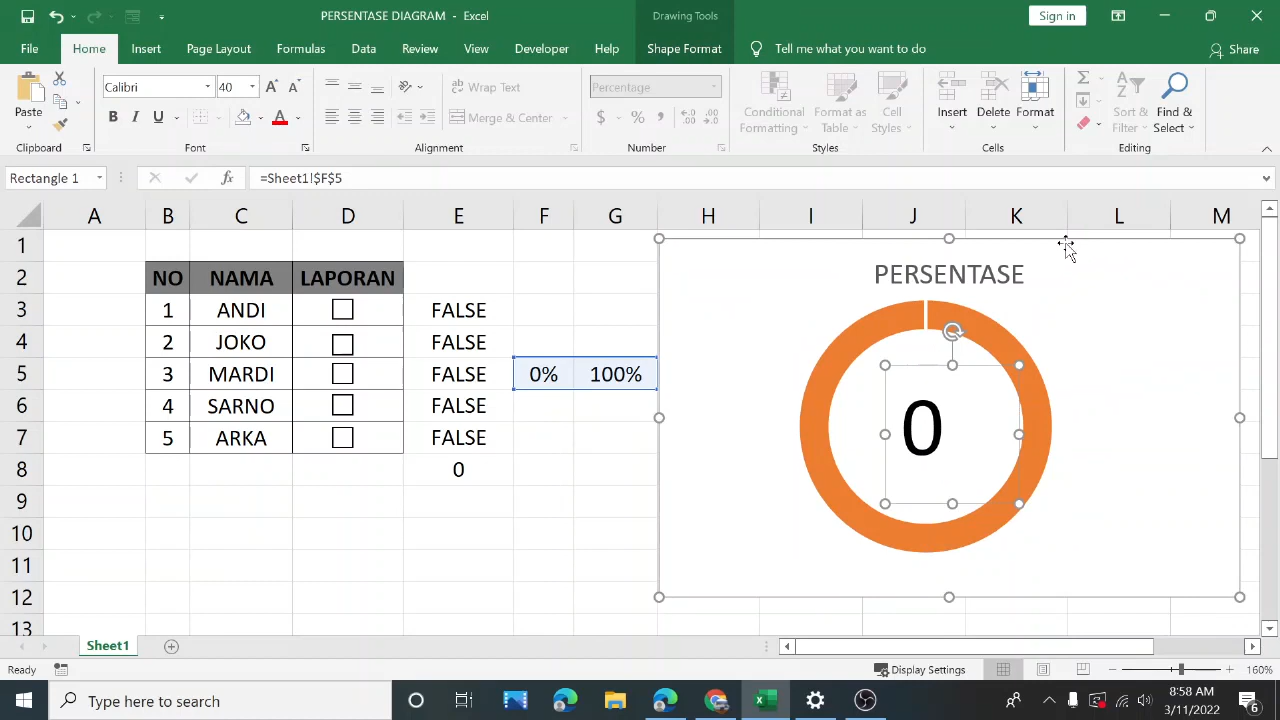 PERSENTASE DIAGRAM - Excel
Drawing Tools
Sign in
File Home Insert Page Layout Formulas Data Review View Developer Help Shape Format Tell me what you want to do Share
Calibri 40 Wrap Text Percentage
Paste B I U A Merge & Center $ % Conditional Formatting Format as Table Cell Styles Insert Delete Format Sort & Filter Find & Select
Clipboard Font Alignment Number Styles Cells Editing
Rectangle 1 fx =Sheet1!$F$5
A B C D E F G H I J K L M
1
2 NO NAMA LAPORAN PERSENTASE
3 1 ANDI FALSE
4 2 JOKO FALSE
5 3 MARDI FALSE 0% 100%
6 4 SARNO FALSE 0
7 5 ARKA FALSE
8 0
9
10
11
12
13
Sheet1
Ready Display Settings 160%
Type here to search
8:58 AM
3/11/2022
6